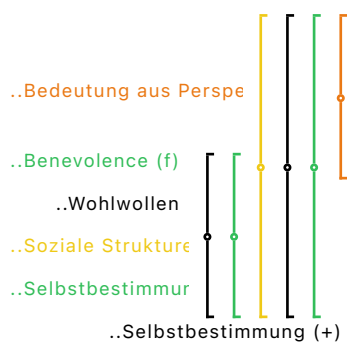 ..Bedeutung aus Perspe
..Benevolence (f)
..Wohlwollen
..Soziale Strukture
..Selbstbestimmur
..Selbstbestimmung (+)